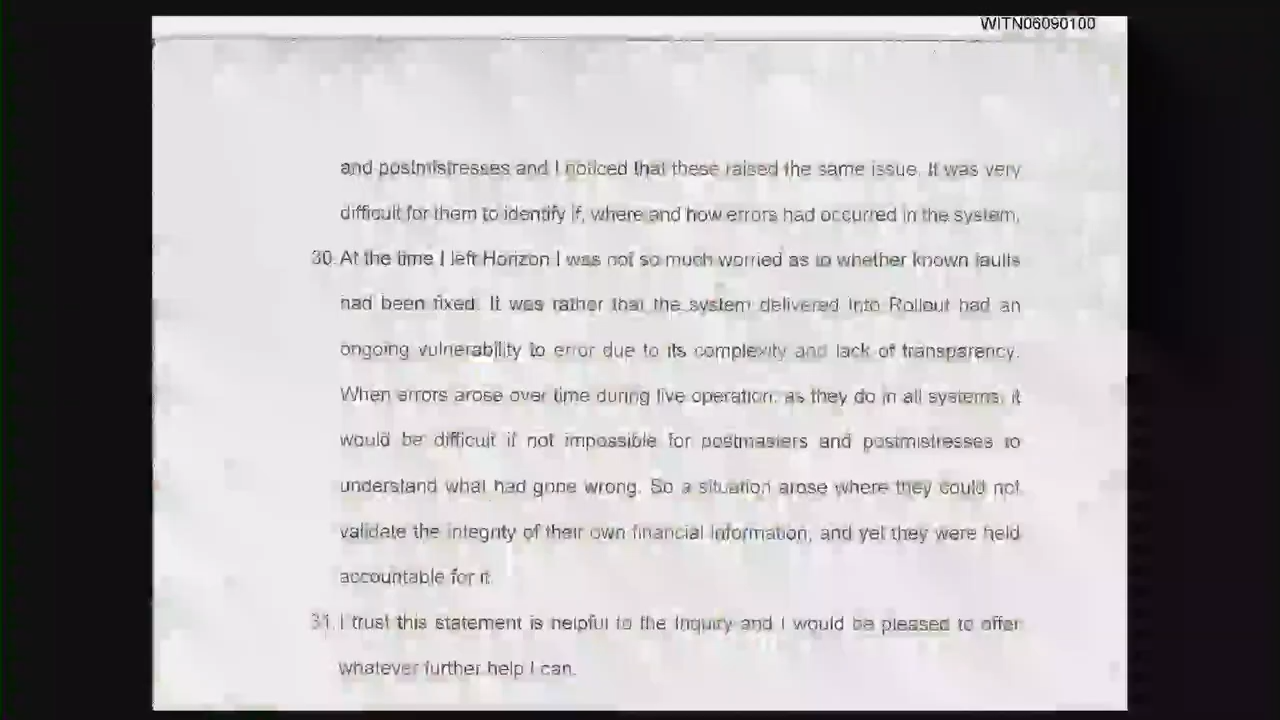 WITN06090100
and postmistresses and I noticed that these raised the same issue. It was very
difficult for them to identify if, where and how errors had occurred in the system.
30. At the time I left Horizon I was not so much worried as to whether known faults
had been fixed. It was rather that the system delivered into Rollout had an
ongoing vulnerability to error due to its complexity and lack of transparency.
When errors arose over time during live operation, as they do in all systems, it
would be difficult if not impossible for postmasters and postmistresses to
understand what had gone wrong. So a situation arose where they could not
validate the integrity of their own financial information, and yet they were held
accountable for it.
31. I trust this statement is helpful to the Inquiry and I would be pleased to offer
whatever further help I can.